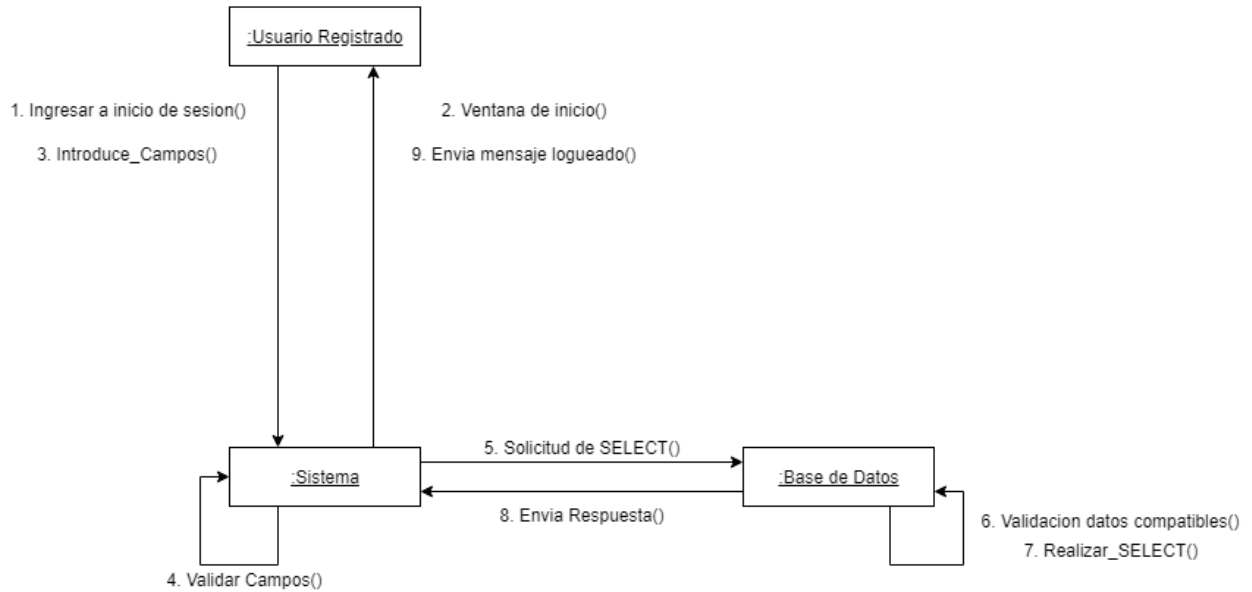 :Usuario Registrado
1. Ingresar a inicio de sesion()
2. Ventana de inicio()
3. Introduce_Campos()
9. Envia mensaje logueado()
5. Solicitud de SELECT()
:Sistema
:Base de Datos
8. Envia Respuesta()
6. Validacion datos compatibles()
7. Realizar_SELECT()
4. Validar Campos()